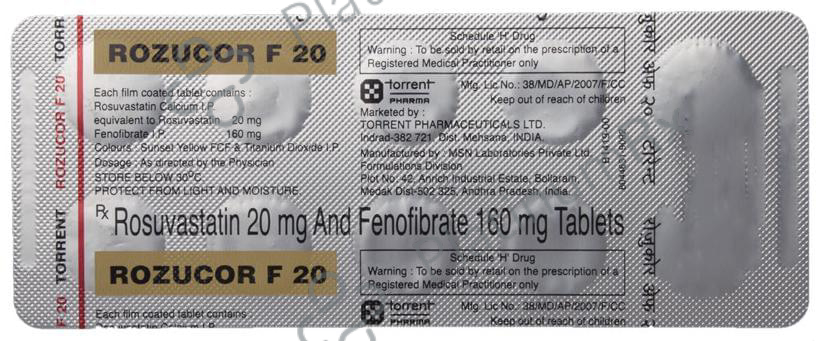 ROZUCOR F 20
Each film coated tablet contains :
Rosuvastatin Calcium I.P.
equivalent to Rosuvastatin 20 mg
Fenofibrate I.P. 160 mg
Colours : Sunset Yellow FCF & Titanium Dioxide I.P.
Dosage : As directed by the Physician
STORE BELOW 30°C.
PROTECT FROM LIGHT AND MOISTURE.
Schedule 'H' Drug
Warning : To be sold by retail on the prescription of a
Registered Medical Practitioner only
torrent
PHARMA
Mfg. Lic No.: 38/MD/AP/2007/F/CC
Keep out of reach of children
Marketed by :
TORRENT PHARMACEUTICALS LTD.
Indrad-382 721, Dist. Mehsana, INDIA.
Manufactured by : MSN Laboratories Private Ltd.
Formulations Division
Plot No: 42, Anrich Industrial Estate, Bollaram,
Medak Dist-502 325, Andhra Pradesh, India.
Rx Rosuvastatin 20 mg And Fenofibrate 160 mg Tablets
ROZUCOR F 20
Each film coated tablet contains
Schedule 'H' Drug
Warning : To be sold by retail on the prescription of a
Registered Medical Practitioner only
torrent
PHARMA
Mfg. Lic No.: 38/MD/AP/2007/F/CC
Keep out of reach of children
F 20 TORRENT ROZUCOR F 20 TORR
रोजुकोर अफ २० टोरेन्ट